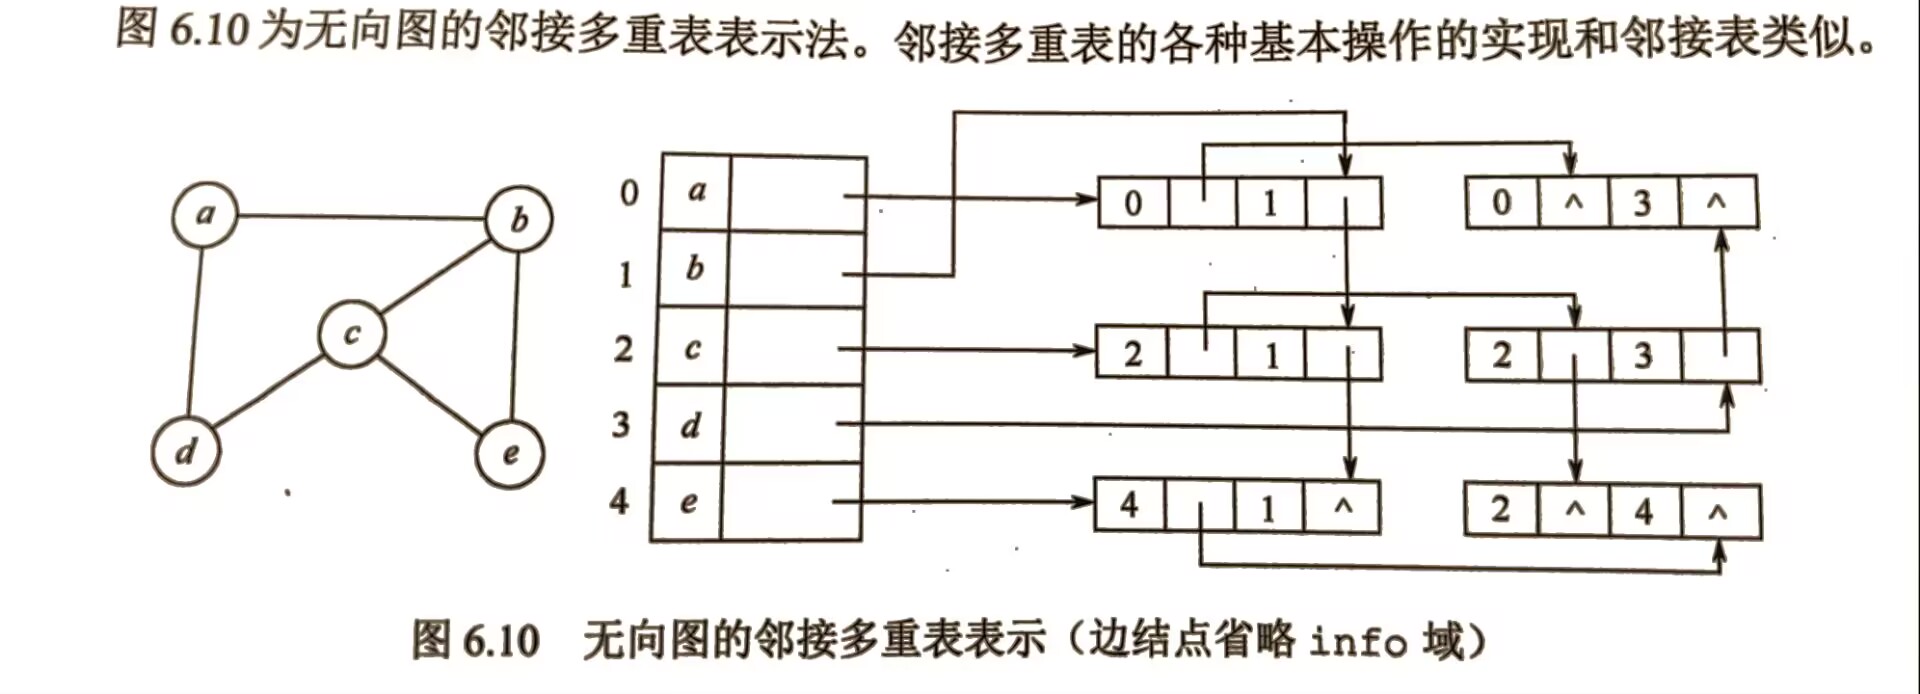 图 6.10 为无向图的邻接多重表表示法。邻接多重表的各种基本操作的实现和邻接表类似。
a b c d e
0 a
1 b
2 c
3 d
4 e
0 1
0 ^ 3 ^
2 1
2 3
4 1 ^
2 ^ 4 ^
图 6.10 无向图的邻接多重表表示（边结点省略 info 域）